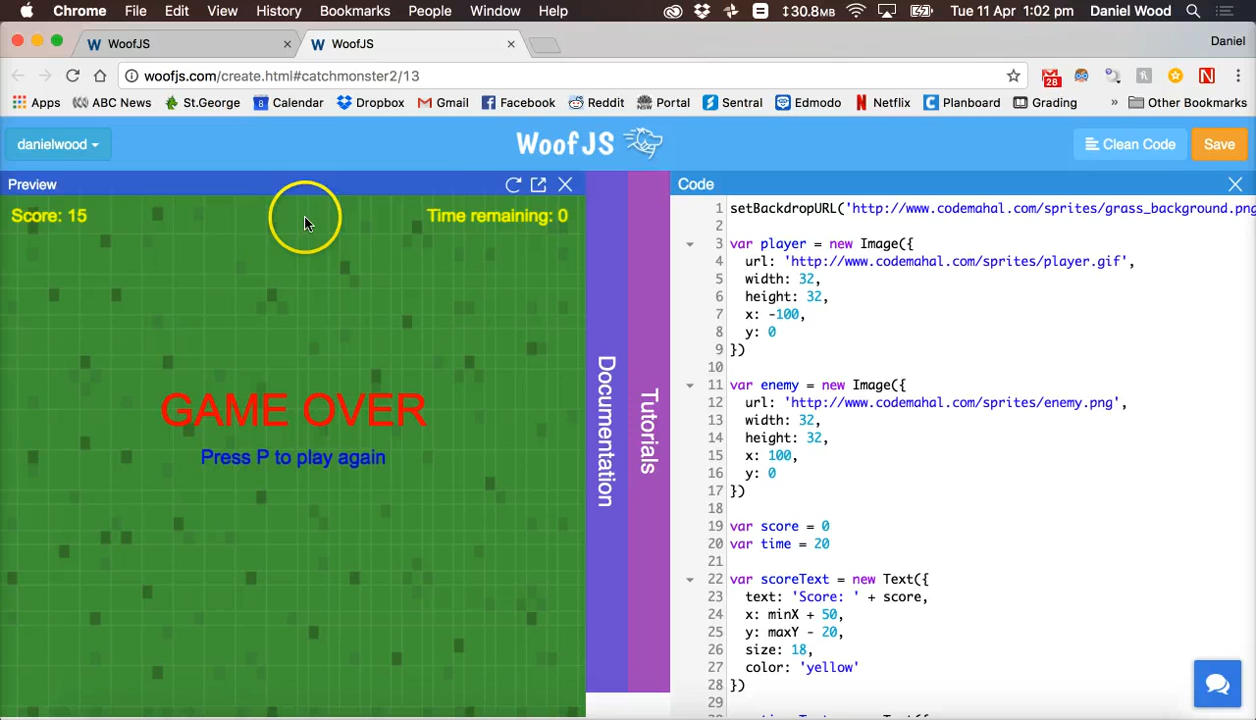 Chrome File Edit View History Bookmarks People Window Help 30.8MB Tue 11 Apr 1:02 pm Daniel Wood
WoofJS × WoofJS × Daniel
woofjs.com/create.html#catchmonster2/13 28
Apps ABC News St.George 8 Calendar Dropbox Gmail Facebook Reddit Portal Sentral Edmodo Netflix Planboard Grading » Other Bookmarks
danielwood WoofJS Clean Code Save
Preview
Score: 15 Time remaining: 0
GAME OVER
Press P to play again
Documentation
Tutorials
Code
1 setBackdropURL('http://www.codemahal.com/sprites/grass_background.png
2
3 var player = new Image({
4 url: 'http://www.codemahal.com/sprites/player.gif',
5 width: 32,
6 height: 32,
7 x: -100,
8 y: 0
9 })
10
11 var enemy = new Image({
12 url: 'http://www.codemahal.com/sprites/enemy.png',
13 width: 32,
14 height: 32,
15 x: 100,
16 y: 0
17 })
18
19 var score = 0
20 var time = 20
21
22 var scoreText = new Text({
23 text: 'Score: ' + score,
24 x: minX + 50,
25 y: maxY - 20,
26 size: 18,
27 color: 'yellow'
28 })
29